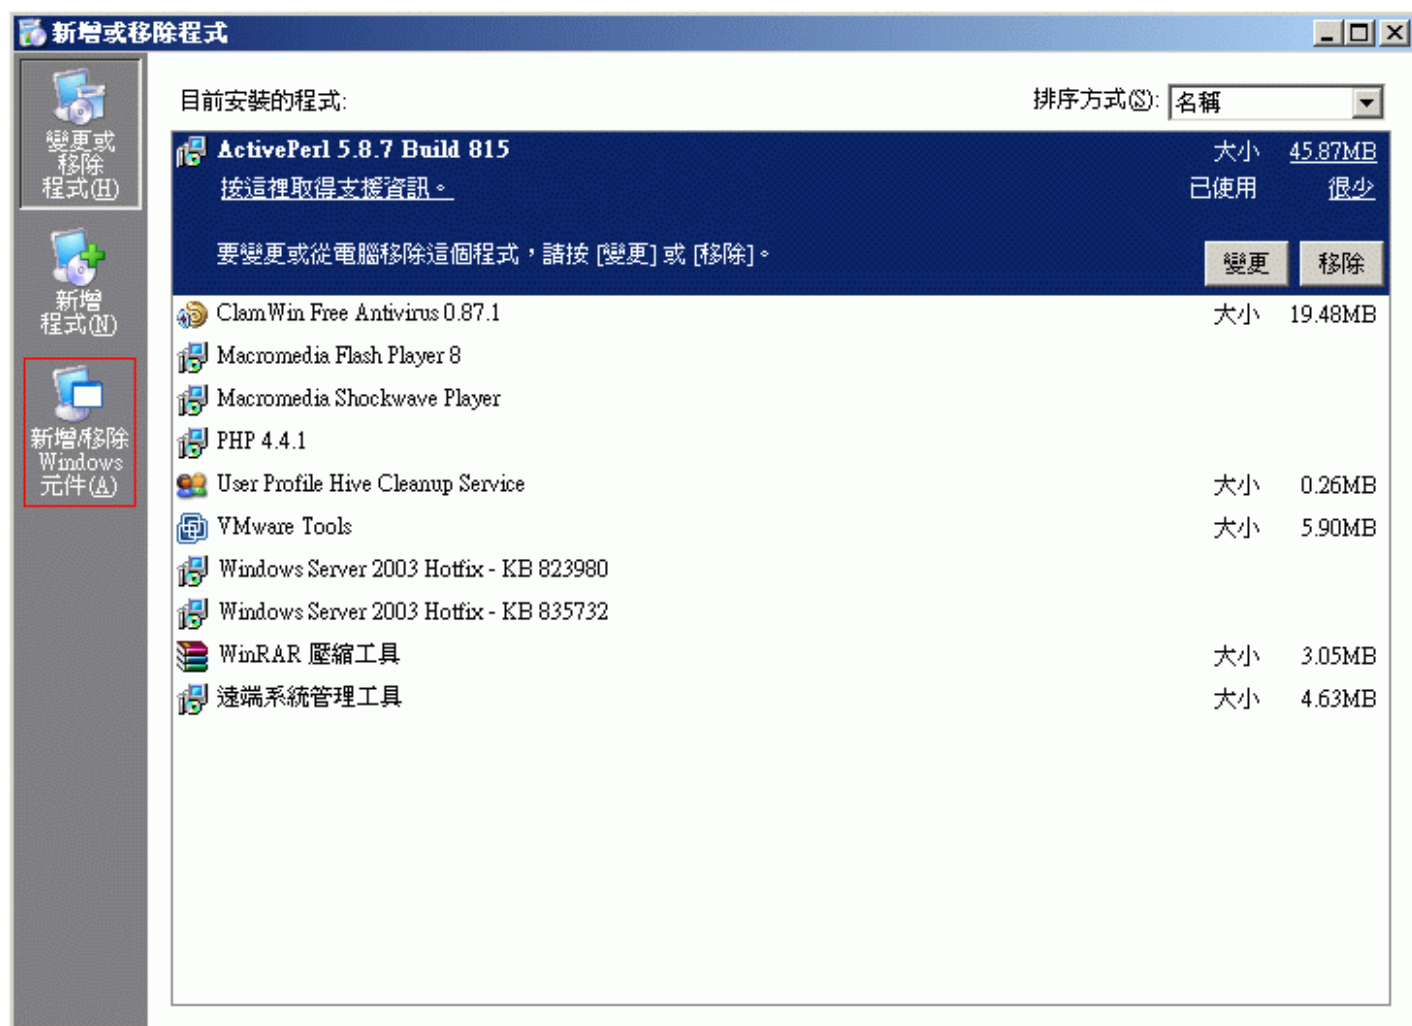 新增或移除程式
變更或
移除
程式(H)
新增
程式(N)
新增/移除
Windows
元件(A)
目前安裝的程式:
排序方式(S): 名稱
ActivePerl 5.8.7 Build 815 大小 45.87MB
按這裡取得支援資訊。 已使用 很少
要變更或從電腦移除這個程式，請按 [變更] 或 [移除]。 變更 移除
ClamWin Free Antivirus 0.87.1 大小 19.48MB
Macromedia Flash Player 8
Macromedia Shockwave Player
PHP 4.4.1
User Profile Hive Cleanup Service 大小 0.26MB
VMware Tools 大小 5.90MB
Windows Server 2003 Hotfix - KB 823980
Windows Server 2003 Hotfix - KB 835732
WinRAR 壓縮工具 大小 3.05MB
遠端系統管理工具 大小 4.63MB